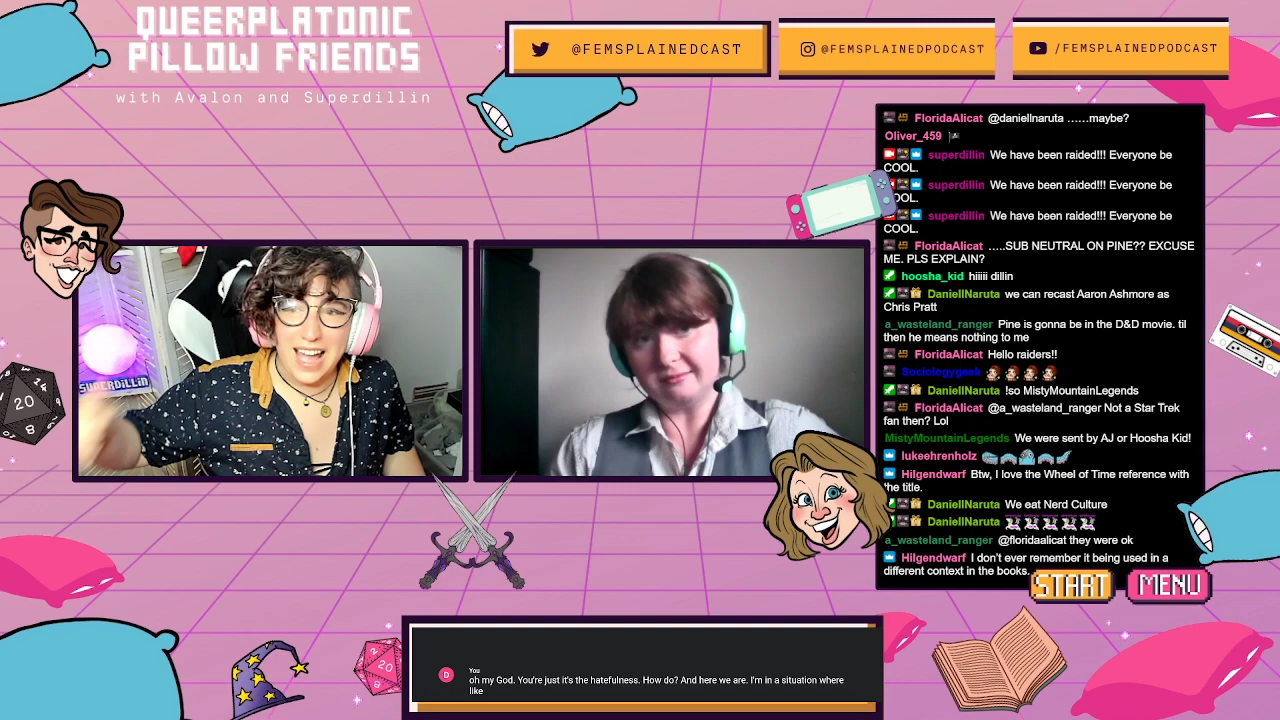 QUEERPLATONIC
PILLOW FRIENDS
with Avalon and Superdillin
@FEMSPLAINEDCAST
@FEMSPLAINEDPODCAST
/FEMSPLAINEDPODCAST
FloridaAlicat @daniellnaruta ......maybe?
Oliver_459
superdillin We have been raided!!! Everyone be
COOL.
superdillin We have been raided!!! Everyone be
OOL.
superdillin We have been raided!!! Everyone be
COOL.
FloridaAlicat .....SUB NEUTRAL ON PINE?? EXCUSE
ME. PLS EXPLAIN?
hoosha_kid hiiiii dillin
DaniellNaruta we can recast Aaron Ashmore as
Chris Pratt
a_wasteland_ranger Pine is gonna be in the D&D movie. til
then he means nothing to me
FloridaAlicat Hello raiders!!
Sociologygeek
DaniellNaruta !so MistyMountainLegends
FloridaAlicat @a_wasteland_ranger Not a Star Trek
fan then? Lol
MistyMountainLegends We were sent by AJ or Hoosha Kid!
lukeehrenholz
Hilgendwarf Btw, I love the Wheel of Time reference with
the title.
DaniellNaruta We eat Nerd Culture
DaniellNaruta
a_wasteland_ranger @floridaalicat they were ok
Hilgendwarf I don't ever remember it being used in a
different context in the books.
START
MENU
SUPERDILLIN
20
14
8
20
D
You
oh my God. You're just it's the hatefulness. How do? And here we are. I'm in a situation where
like